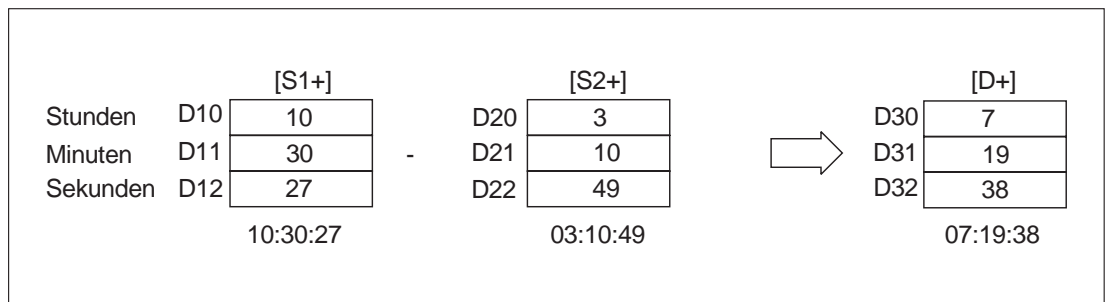 [S1+] [S2+] [D+]
Stunden D10 10 D20 3 D30 7
Minuten D11 30 - D21 10 D31 19
Sekunden D12 27 D22 49 D32 38
10:30:27 03:10:49 07:19:38